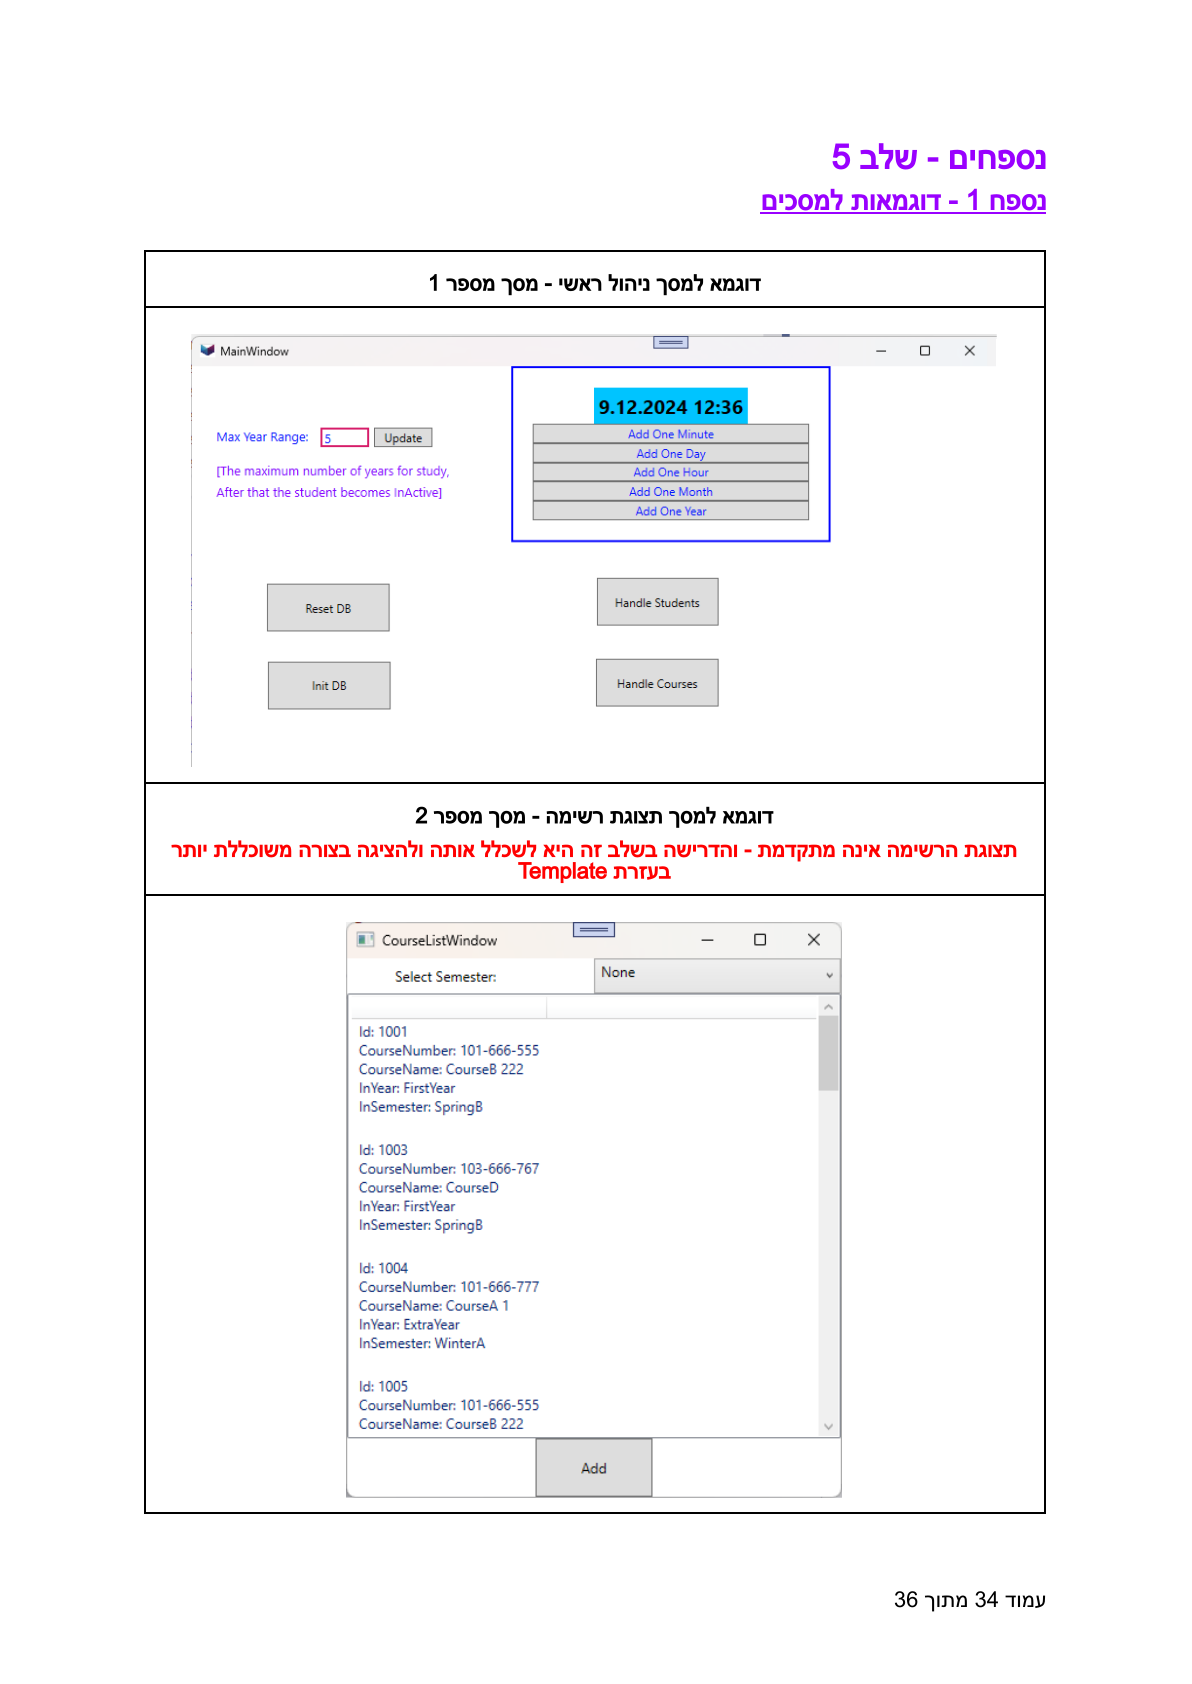 נספחים - שלב 5
נספח 1 - דוגמאות למסכים
דוגמא למסך ניהול ראשי - מסך מספר 1
MainWindow
9.12.2024 12:36
Max Year Range: 5 Update
Add One Minute
Add One Day
[The maximum number of years for study,
Add One Hour
After that the student becomes InActive]
Add One Month
Add One Year
Reset DB
Handle Students
Init DB
Handle Courses
דוגמא למסך תצוגת רשימה - מסך מספר 2
תצוגת הרשימה אינה מתקדמת - והדרישה בשלב זה היא לשכלל אותה ולהציגה בצורה משוכללת יותר
בעזרת Template
CourseListWindow
Select Semester: None
Id: 1001
CourseNumber: 101-666-555
CourseName: CourseB 222
InYear: FirstYear
InSemester: SpringB
Id: 1003
CourseNumber: 103-666-767
CourseName: CourseD
InYear: FirstYear
InSemester: SpringB
Id: 1004
CourseNumber: 101-666-777
CourseName: CourseA 1
InYear: ExtraYear
InSemester: WinterA
Id: 1005
CourseNumber: 101-666-555
CourseName: CourseB 222
Add
עמוד 34 מתוך 36